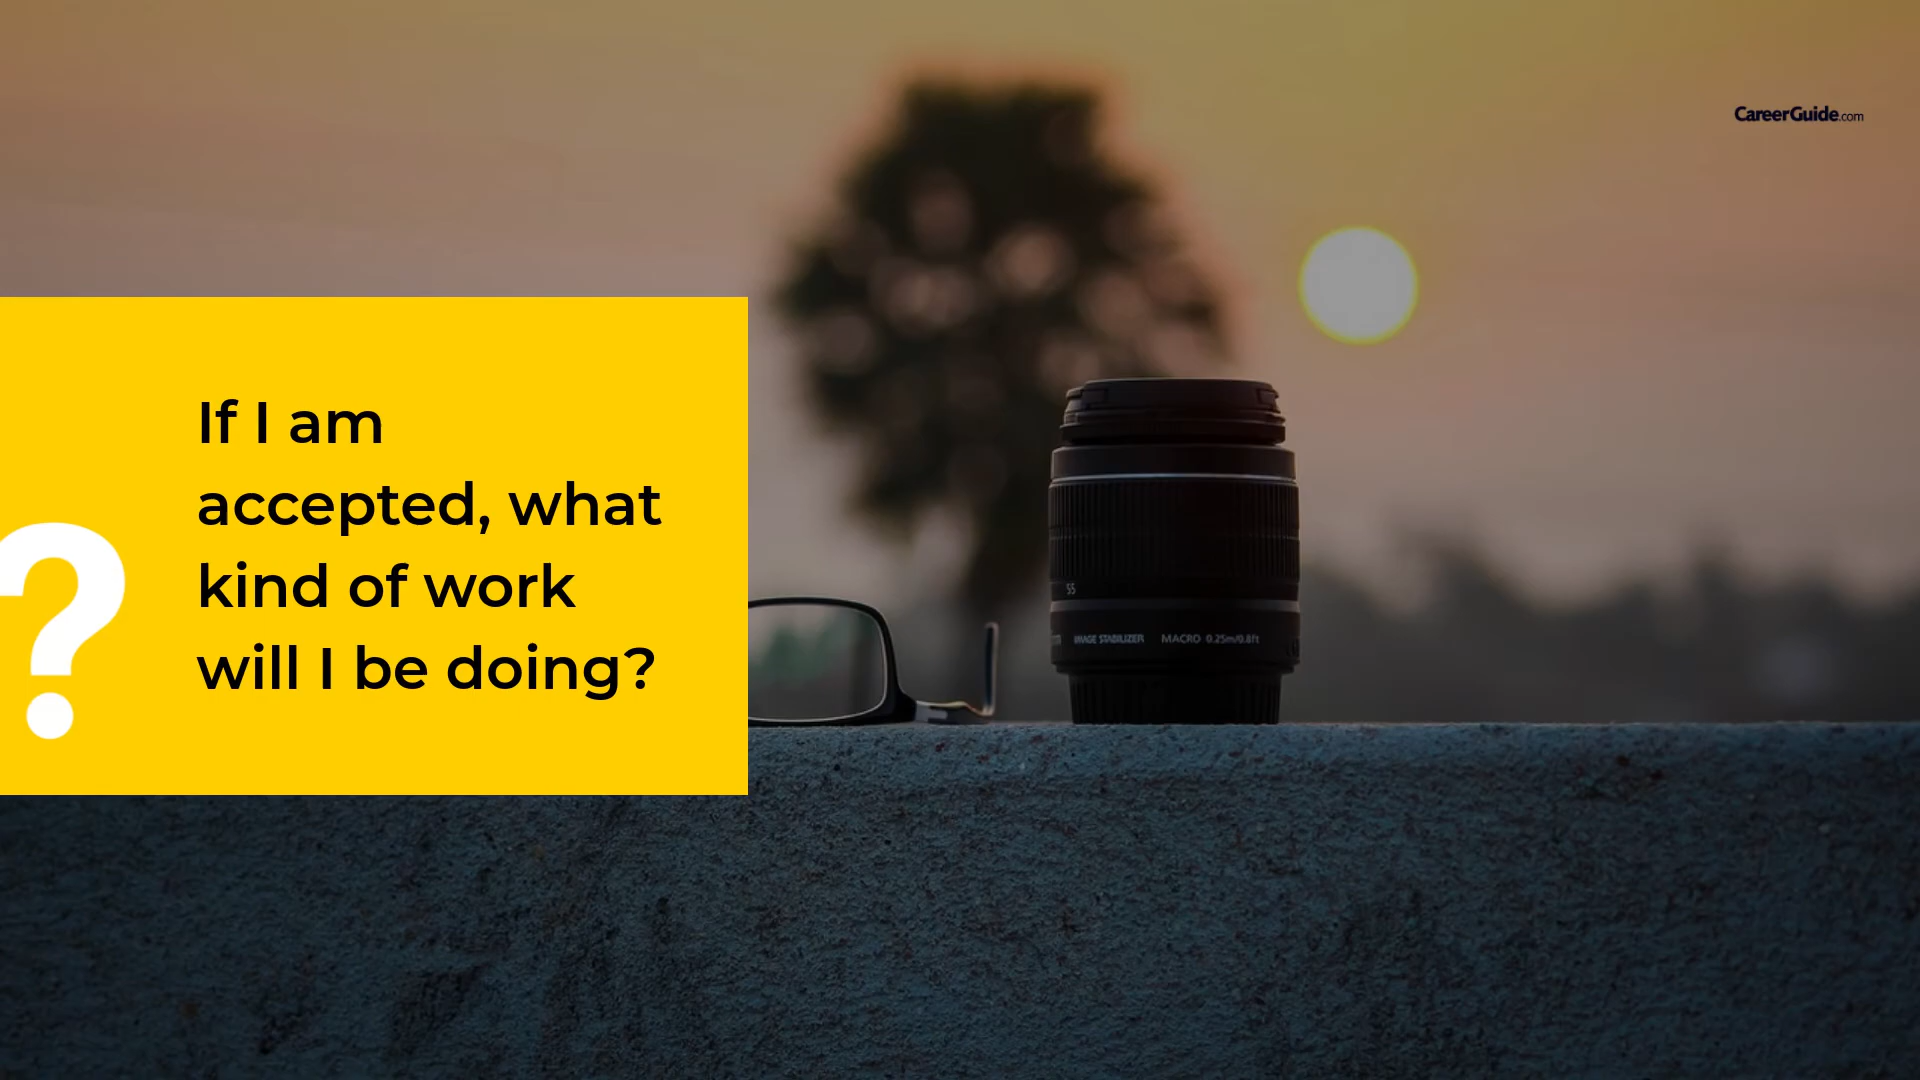 CareerGuide.com
If I am
accepted, what
kind of work
will I be doing?
?
55
IMAGE STABILIZER MACRO 0.25m/0.8ft